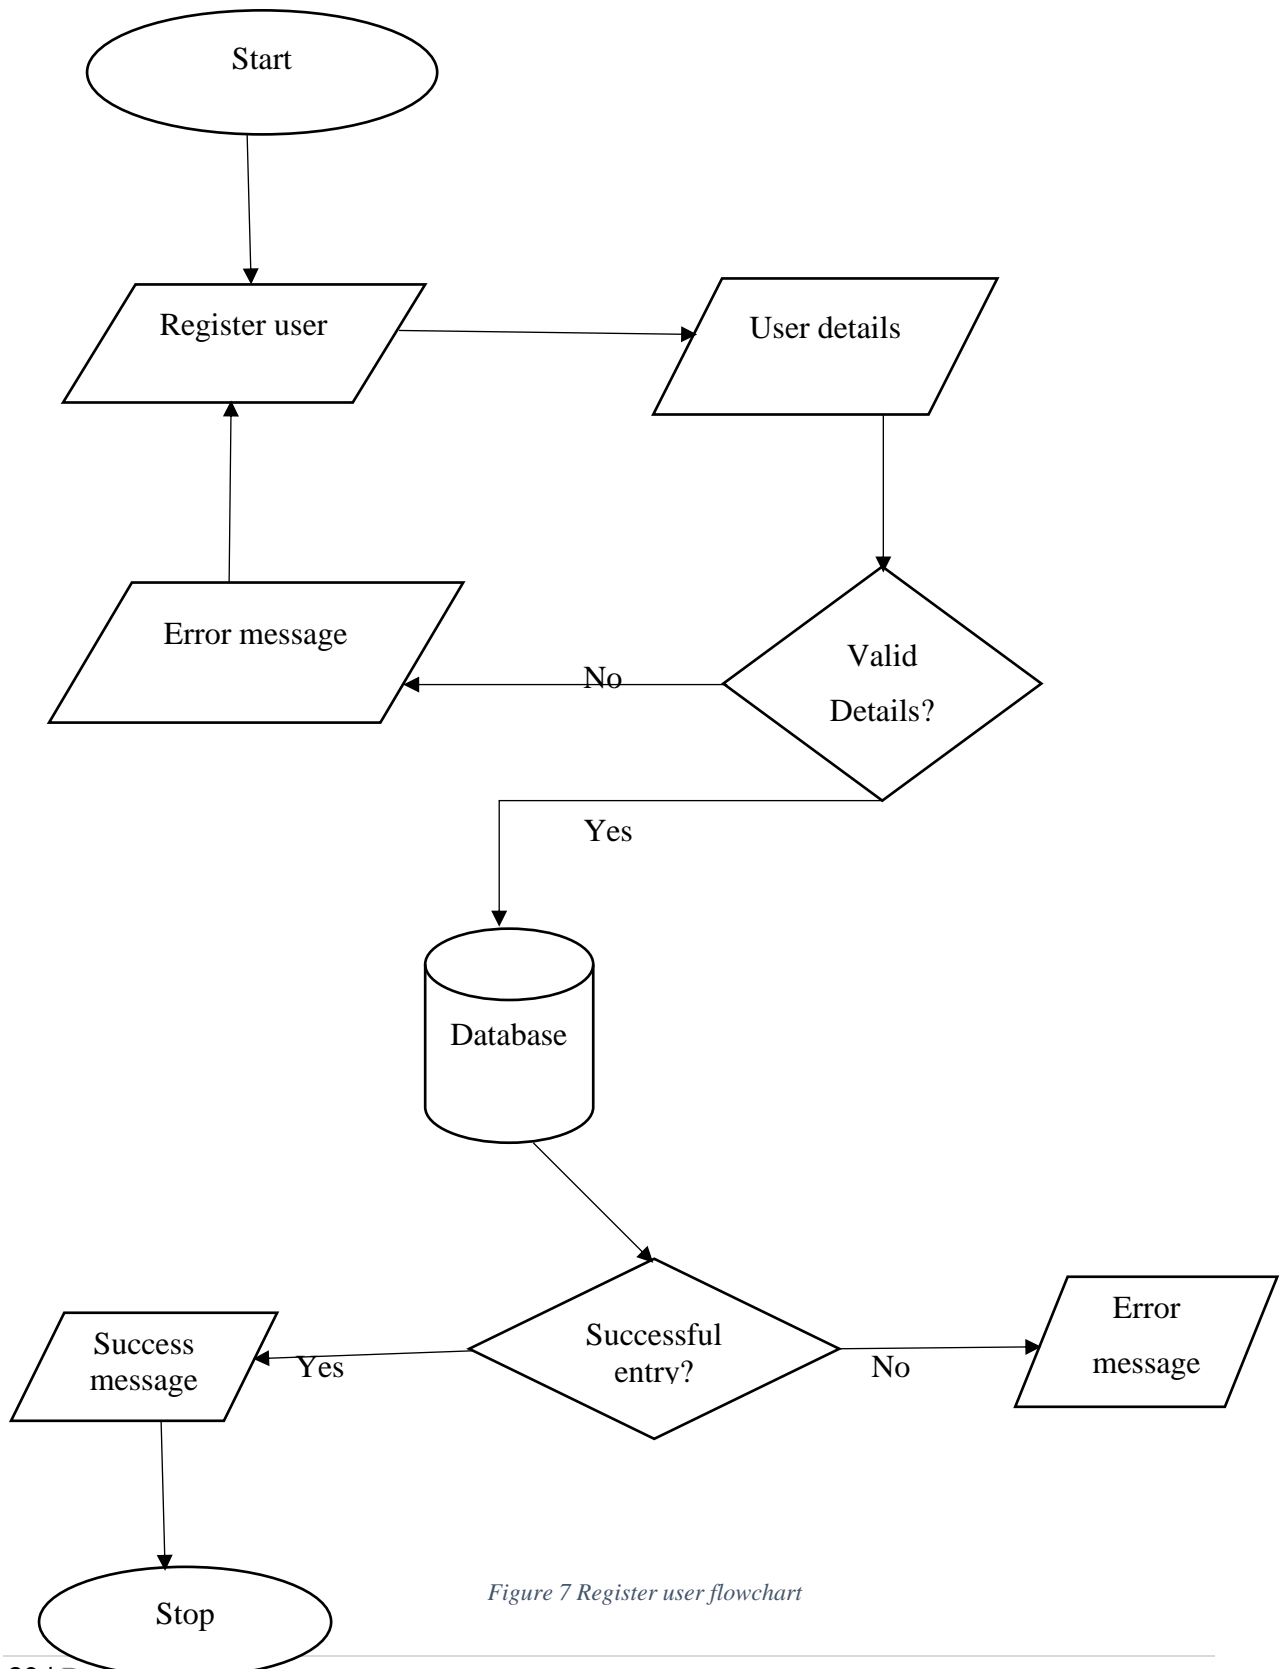 Start
Register user
User details
Error message
No
Valid
Details?
Yes
Database
Successful
entry?
Success
message
Yes
No
Error
message
Figure 7 Register user flowchart
Stop